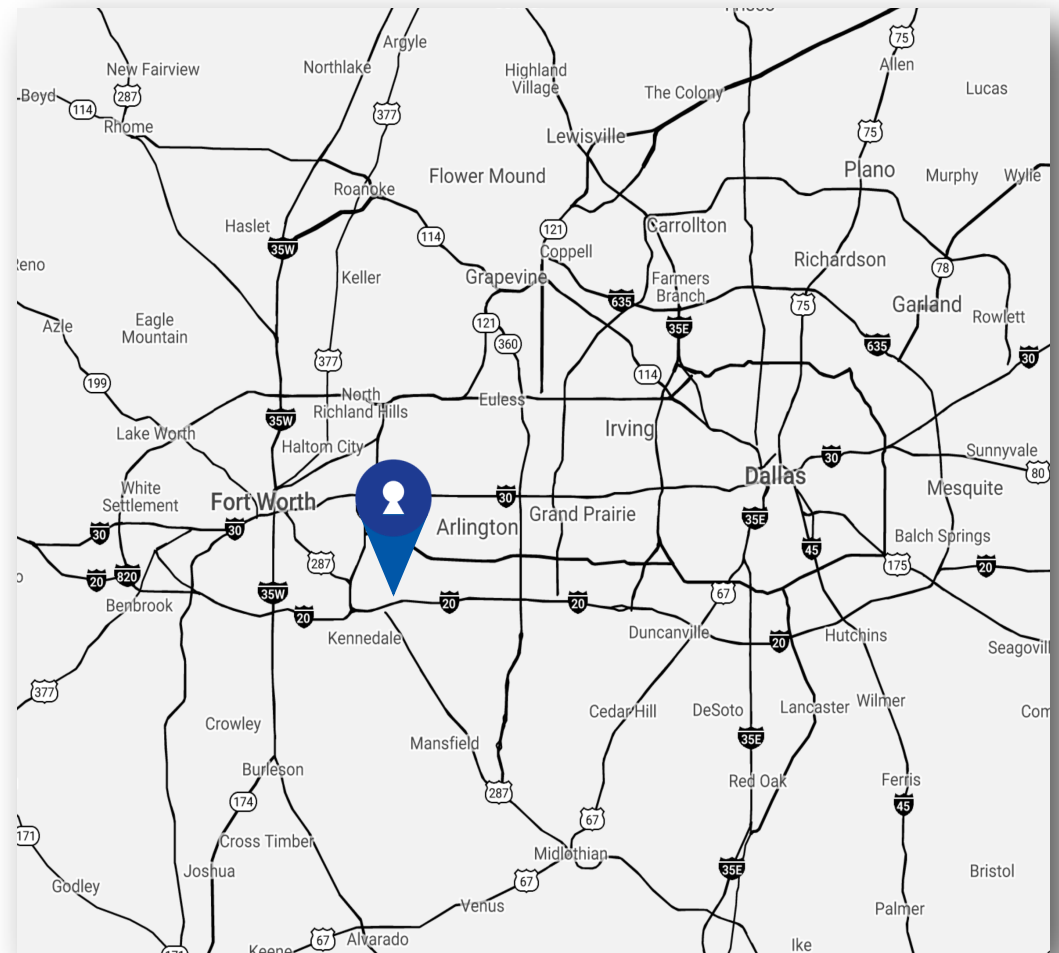 75
Argyle
New Fairview
Northlake
Allen
Highland
Village
Boyd
287
The Colony
Lucas
114
377
Rhome
Lewisville
75
Plano
Flower Mound
Murphy
Wylie
Roanoke
Haslet
114
121
Carrollton
35W
Coppell
Richardson
Keller
Grapevine
Farmers
Branch
78
635
75
Garland
Azle
Eagle
Mountain
121
35E
Rowlett
360
635
30
377
199
114
North
Richland Hills
Euless
35W
Lake Worth
Irving
Haltom City
30
Sunnyvale
80
White
Settlement
Fort Worth
30
Dallas
Mesquite
Arlington
Grand Prairie
35E
30
30
Balch Springs
45
287
175
20
20
820
35W
67
Benbrook
20
20
20
Kennedale
Duncanville
20
Hutchins
377
Crowley
Cedar Hill
DeSoto
Lancaster
Wilmer
Mansfield
35E
Burleson
Red Oak
Ferris
174
287
45
67
171
Cross Timber
Midlothian
35E
Joshua
Bristol
Godley
67
Venus
Palmer
67
Alvarado
Ike